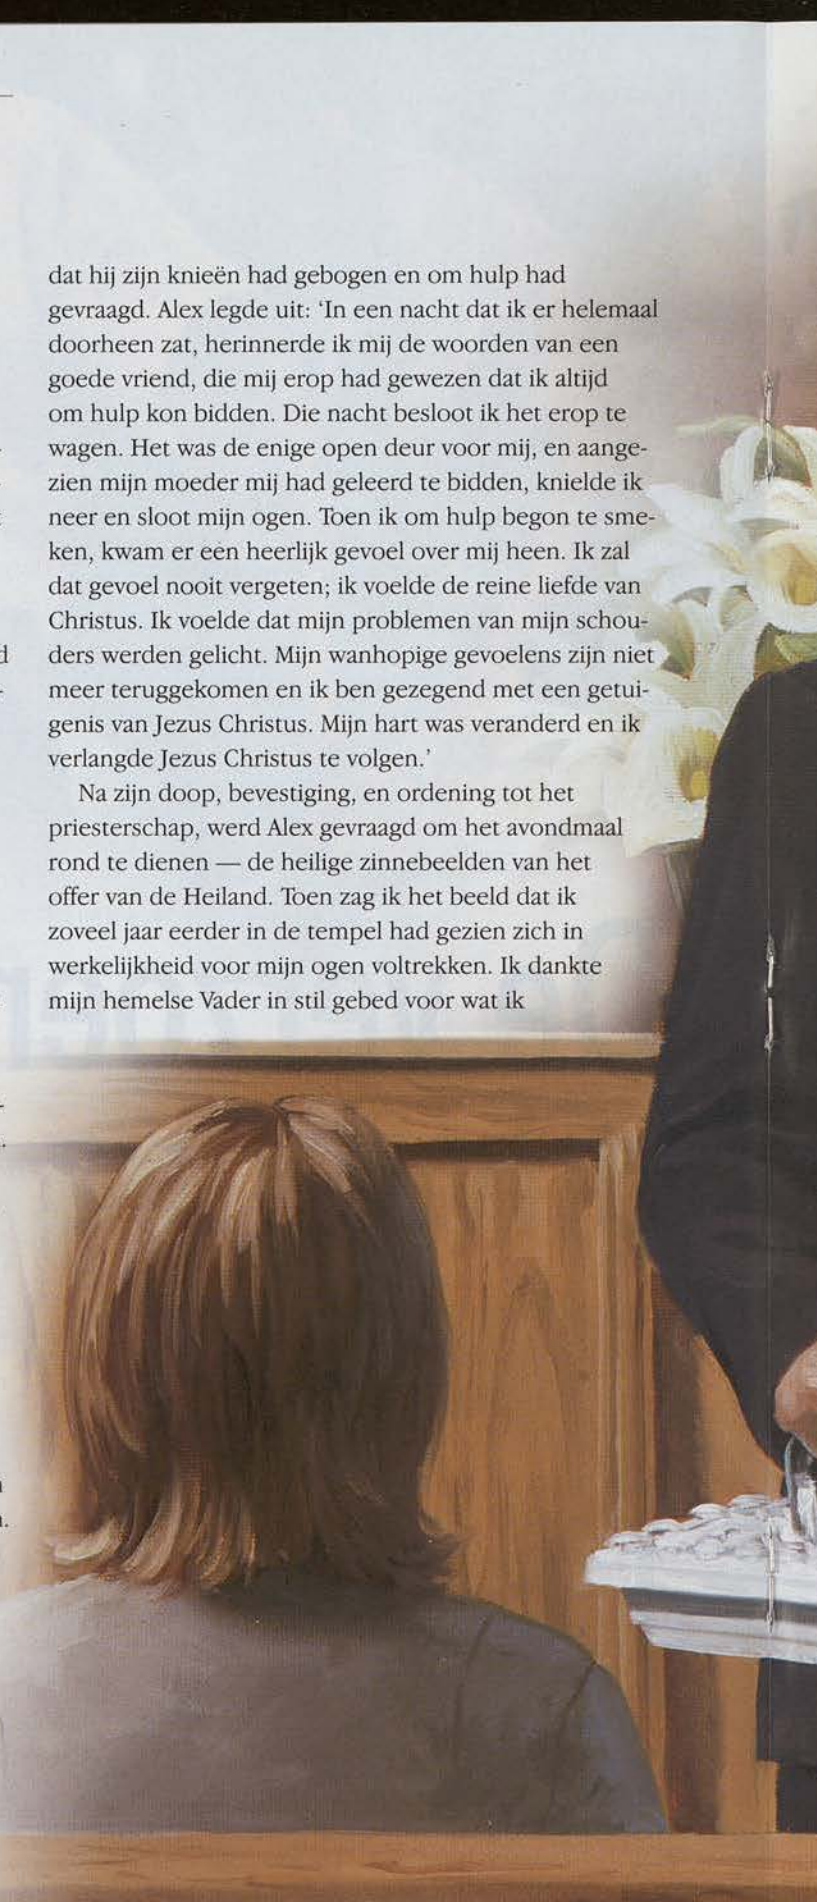 dat hij zijn knieën had gebogen en om hulp had
gevraagd. Alex legde uit: ‘In een nacht dat ik er helemaal
doorheen zat, herinnerde ik mij de woorden van een
goede vriend, die mij erop had gewezen dat ik altijd
om hulp kon bidden. Die nacht besloot ik het erop te
wagen. Het was de enige open deur voor mij, en aange-
zien mijn moeder mij had geleerd te bidden, knielde ik
neer en sloot mijn ogen. Toen ik om hulp begon te sme-
ken, kwam er een heerlijk gevoel over mij heen. Ik zal
dat gevoel nooit vergeten; ik voelde de reine liefde van
Christus. Ik voelde dat mijn problemen van mijn schou-
ders werden gelicht. Mijn wanhopige gevoelens zijn niet
meer teruggekomen en ik ben gezegend met een getui-
genis van Jezus Christus. Mijn hart was veranderd en ik
verlangde Jezus Christus te volgen.’
Na zijn doop, bevestiging, en ordening tot het
priesterschap, werd Alex gevraagd om het avondmaal
rond te dienen — de heilige zinnebeelden van het
offer van de Heiland. Toen zag ik het beeld dat ik
zoveel jaar eerder in de tempel had gezien zich in
werkelijkheid voor mijn ogen voltrekken. Ik dankte
mijn hemelse Vader in stil gebed voor wat ik